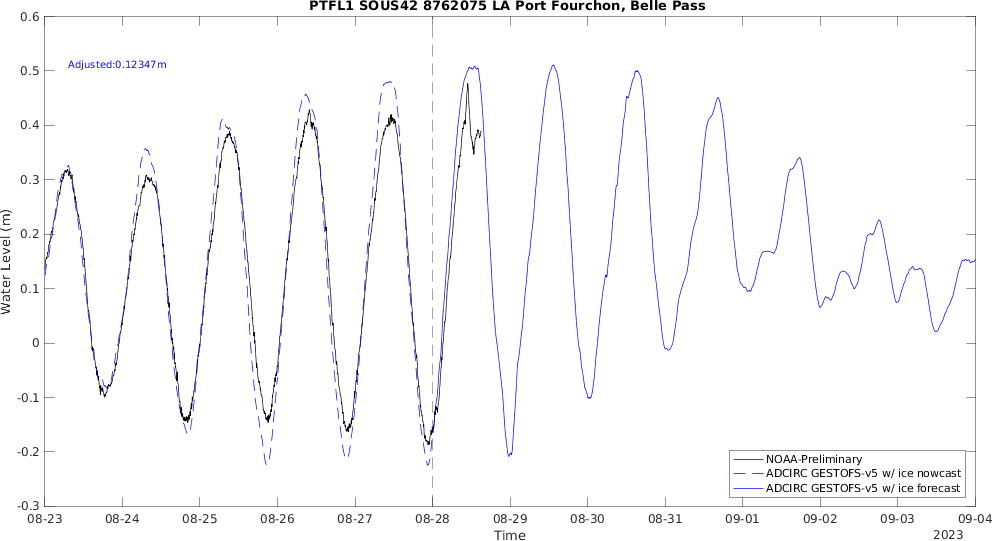 PTFL1 SOUS42 8762075 LA Port Fourchon, Belle Pass
Adjusted:0.12347m
Water Level (m)
0.6
0.5
0.4
0.3
0.2
0.1
0
-0.1
-0.2
-0.3
NOAA-Preliminary
ADCIRC GESTOFS-v5 w/ ice nowcast
ADCIRC GESTOFS-v5 w/ ice forecast
08-23 08-24 08-25 08-26 08-27 08-28 08-29 08-30 08-31 09-01 09-02 09-03 09-04
Time
2023